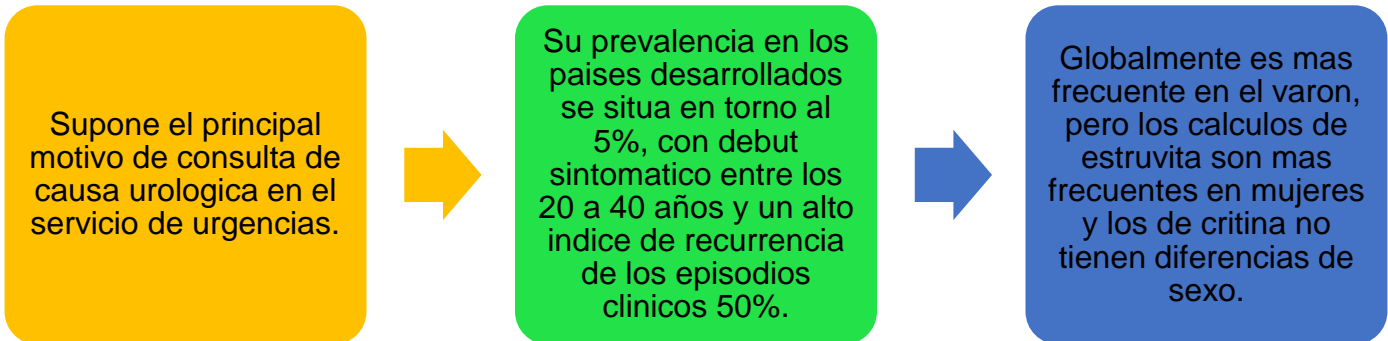 Supone el principal
motivo de consulta de
causa urologica en el
servicio de urgencias.
Su prevalencia en los
paises desarrollados
se situa en torno al
5%, con debut
sintomatico entre los
20 a 40 años y un alto
indice de recurrencia
de los episodios
clinicos 50%.
Globalmente es mas
frecuente en el varon,
pero los calculos de
estruvita son mas
frecuentes en mujeres
y los de critina no
tienen diferencias de
sexo.